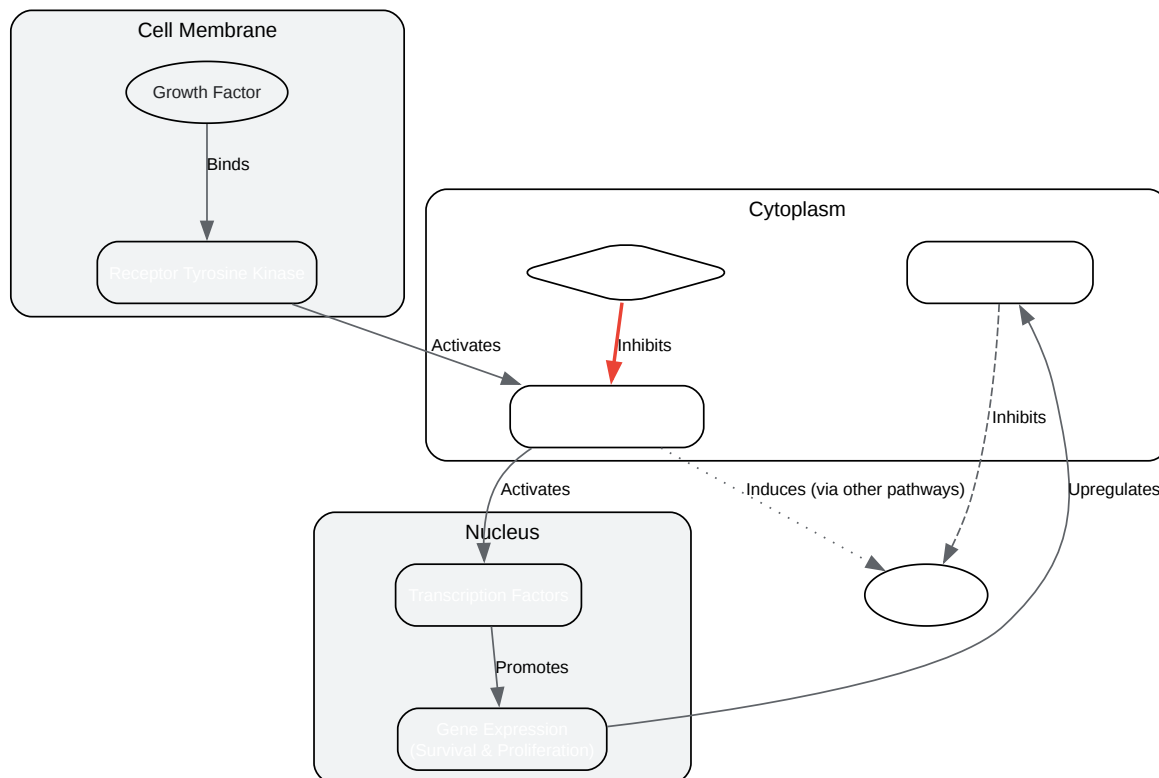 Cell Membrane
Growth Factor
Binds
Receptor Tyrosine Kinase
Cytoplasm
Activates
Inhibits
Inhibits
Activates
Induces (via other pathways)
Upregulates
Nucleus
Transcription Factors
Promotes
Gene Expression
(Survival & Proliferation)